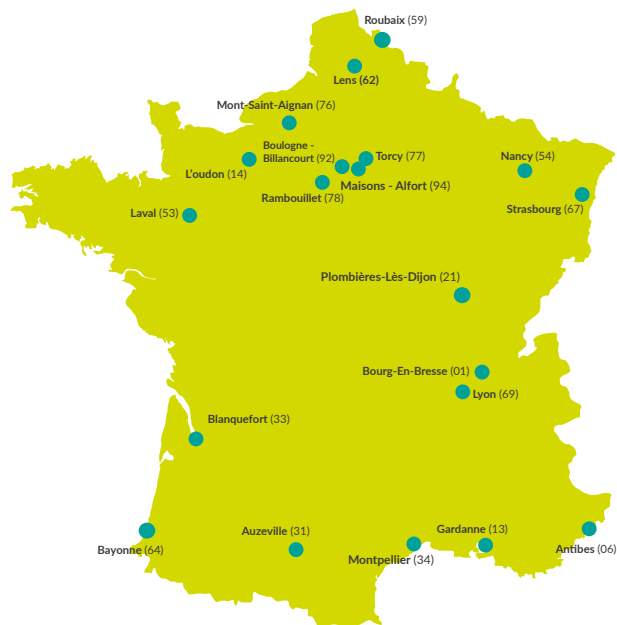 Roubaix (59)
Lens (62)
Mont-Saint-Aignan (76)
Boulogne -
Billancourt (92)
Torcy (77)
Nancy (54)
L'oudon (14)
Maisons - Alfort (94)
Rambouillet (78)
Strasbourg (67)
Laval (53)
Plombières-Lès-Dijon (21)
Bourg-En-Bresse (01)
Lyon (69)
Blanquefort (33)
Gardanne (13)
Auzeville (31)
Bayonne (64)
Antibes (06)
Montpellier (34)